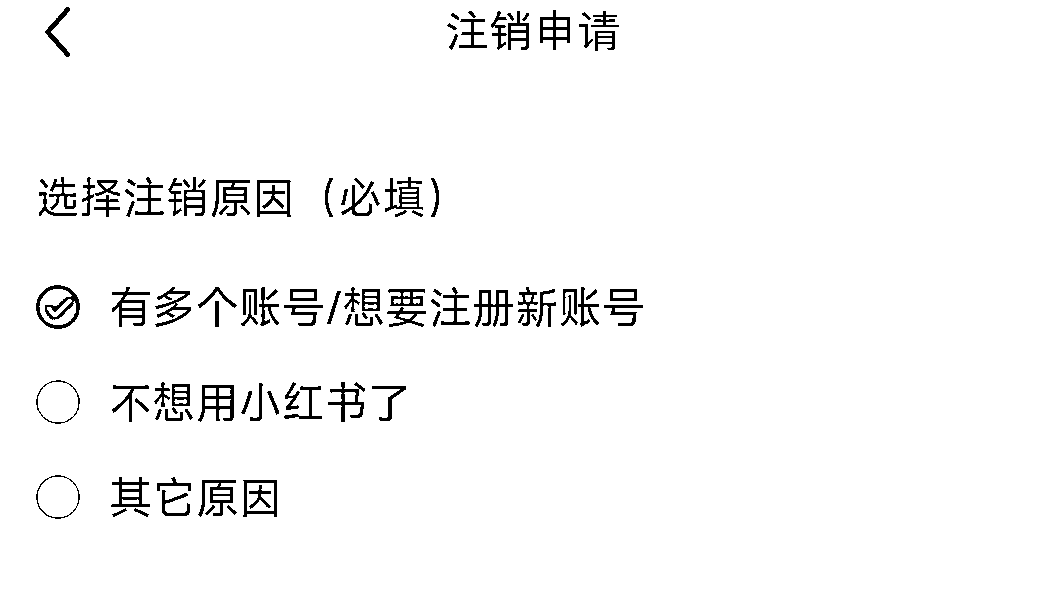 注销申请
选择注销原因（必填）
有多个账号/想要注册新账号
不想用小红书了
其它原因